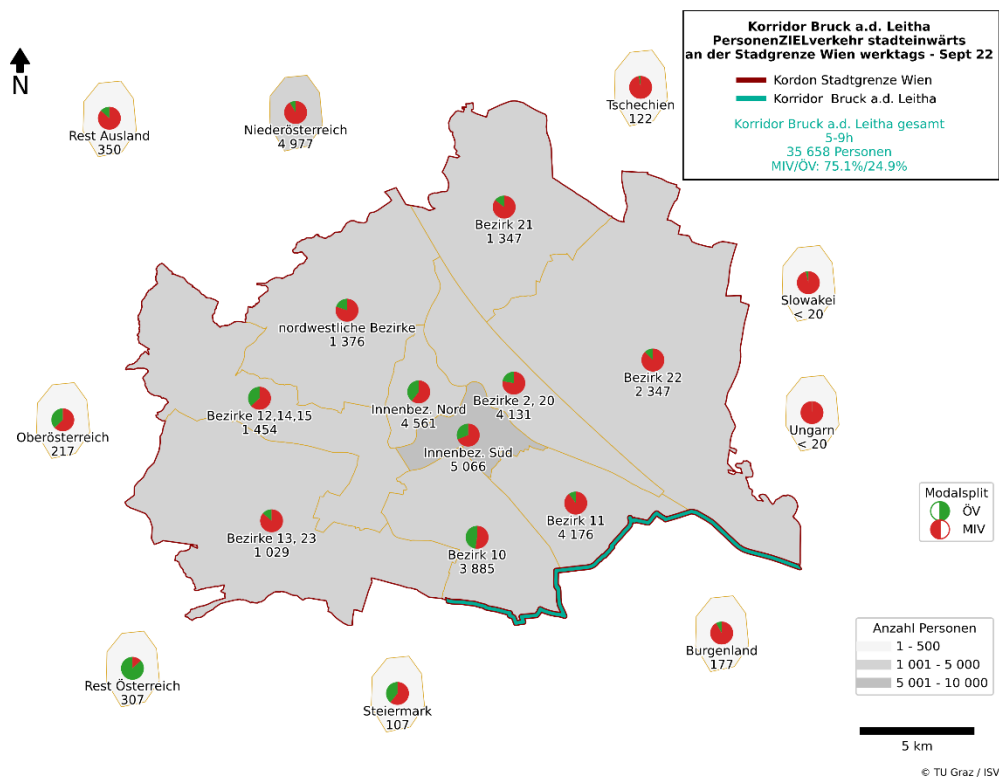 Korridor Bruck a.d. Leitha
PersonenZIELverkehr stadteinwärts
an der Stadgrenze Wien werktags - Sept 22
Kordon Stadtgrenze Wien
Korridor Bruck a.d. Leitha
Korridor Bruck a.d. Leitha gesamt
5-9h
35 658 Personen
MIV/ÖV: 75.1%/24.9%
N
Rest Ausland
350
Niederösterreich
4 977
Tschechien
122
Bezirk 21
1 347
Slowakei
< 20
nordwestliche Bezirke
1 376
Bezirk 22
2 347
Bezirke 12,14,15
1 454
Innenbez. Nord
4 561
Bezirke 2, 20
4 131
Oberösterreich
217
Ungarn
< 20
Innenbez. Süd
5 066
Bezirke 13, 23
1 029
Bezirk 10
3 885
Bezirk 11
4 176
Modalsplit
ÖV
MIV
Rest Österreich
307
Steiermark
107
Burgenland
177
Anzahl Personen
1 - 500
1 001 - 5 000
5 001 - 10 000
5 km
© TU Graz / ISV